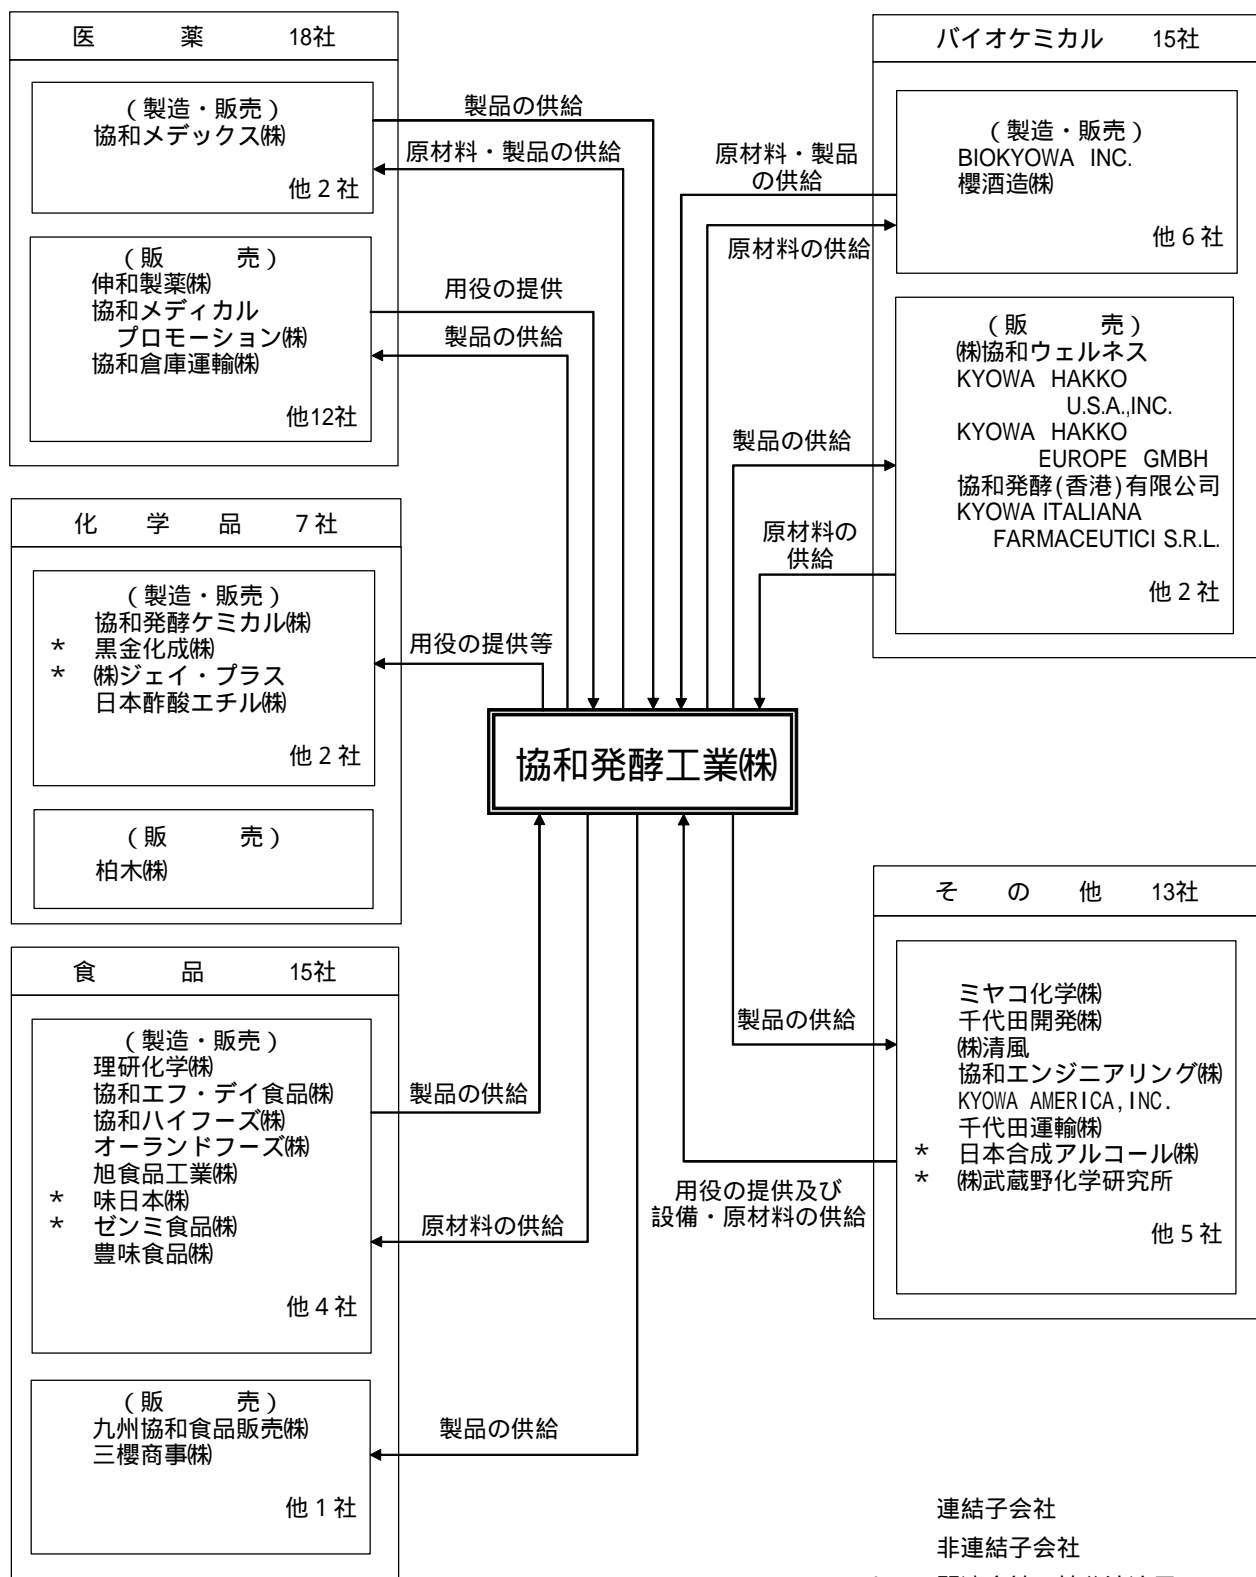 医 薬 18社
(製造・販売)
協和メデックス㈱
他2社
(販 売)
伸和製薬㈱
協和メディカル
プロモーション㈱
協和倉庫運輸㈱
他12社
製品の供給
原材料・製品の供給
用役の提供
製品の供給
化 学 品 7社
(製造・販売)
協和発酵ケミカル㈱
* 黒金化成㈱
* ㈱ジェイ・プラス
日本酢酸エチル㈱
他2社
(販 売)
柏木㈱
用役の提供等
食 品 15社
(製造・販売)
理研化学㈱
協和エフ・デイ食品㈱
協和ハイフーズ㈱
オーランドフーズ㈱
旭食品工業㈱
* 味日本㈱
* ゼンミ食品㈱
豊味食品㈱
他4社
(販 売)
九州協和食品販売㈱
三櫻商事㈱
他1社
製品の供給
原材料の供給
製品の供給
協和発酵工業㈱
バイオケミカル 15社
(製造・販売)
BIOKYOWA INC.
櫻酒造㈱
他6社
(販 売)
㈱協和ウェルネス
KYOWA HAKKO
U.S.A.,INC.
KYOWA HAKKO
EUROPE GMBH
協和発酵(香港)有限公司
KYOWA ITALIANA
FARMACEUTICI S.R.L.
他2社
原材料・製品
の供給
原材料の供給
製品の供給
原材料の
供給
そ の 他 13社
ミヤコ化学㈱
千代田開発㈱
㈱清風
協和エンジニアリング㈱
KYOWA AMERICA,INC.
千代田運輸㈱
* 日本合成アルコール㈱
* ㈱武蔵野化学研究所
他5社
製品の供給
用役の提供及び
設備・原材料の供給
連結子会社
非連結子会社